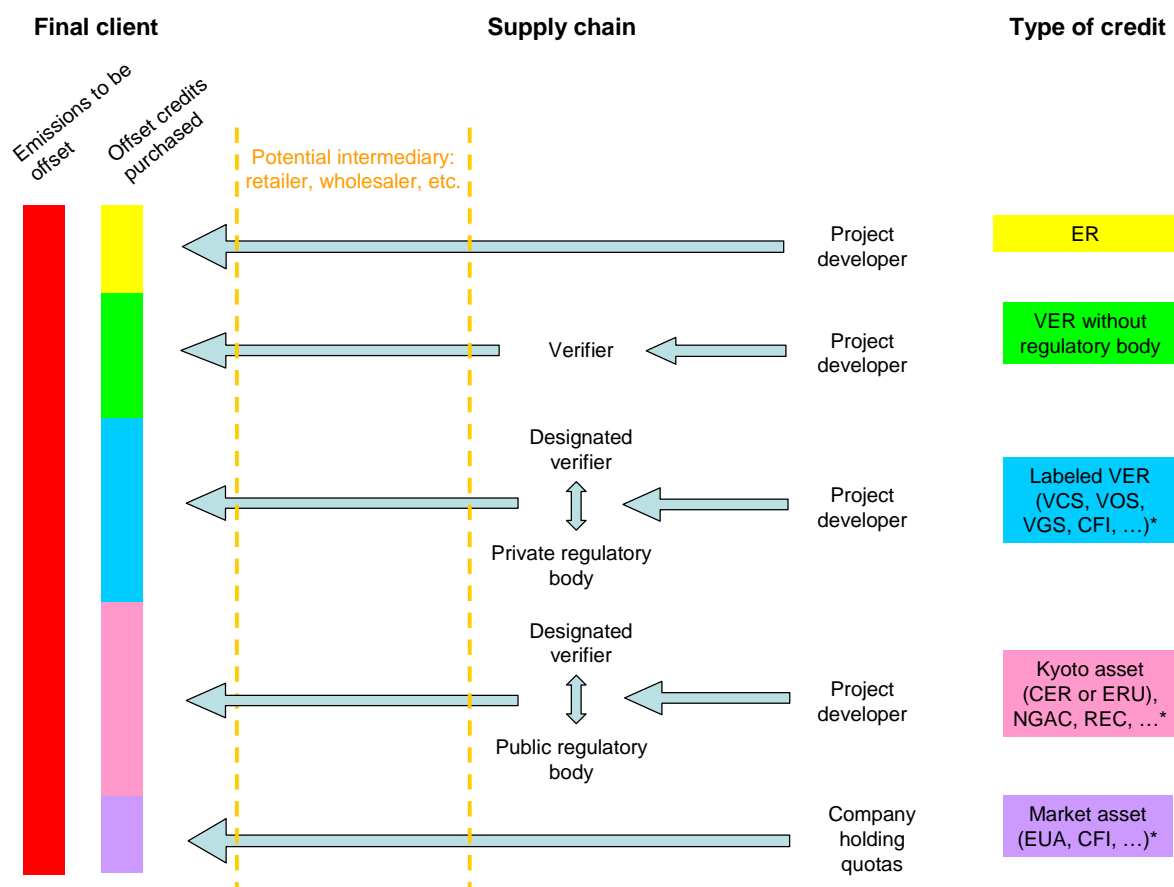 Final client
Supply chain
Type of credit
Emissions to be
offset
Offset credits
purchased
Potential intermediary:
retailer, wholesaler, etc.
Project
developer
ER
Verifier
Project
developer
VER without
regulatory body
Designated
verifier
Private regulatory
body
Project
developer
Labeled VER
(VCS, VOS,
VGS, CFI, …)*
Designated
verifier
Public regulatory
body
Project
developer
Kyoto asset
(CER or ERU),
NGAC, REC, …*
Company
holding
quotas
Market asset
(EUA, CFI, …)*